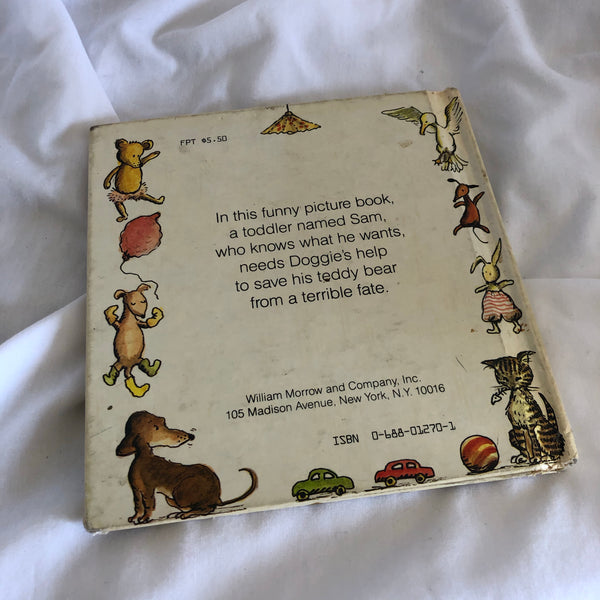 FPT $5.50
In this funny picture book,
a toddler named Sam,
who knows what he wants,
needs Doggie's help
to save his teddy bear
from a terrible fate.
William Morrow and Company, Inc.
105 Madison Avenue, New York, N.Y. 10016
ISBN 0-688-01270-1